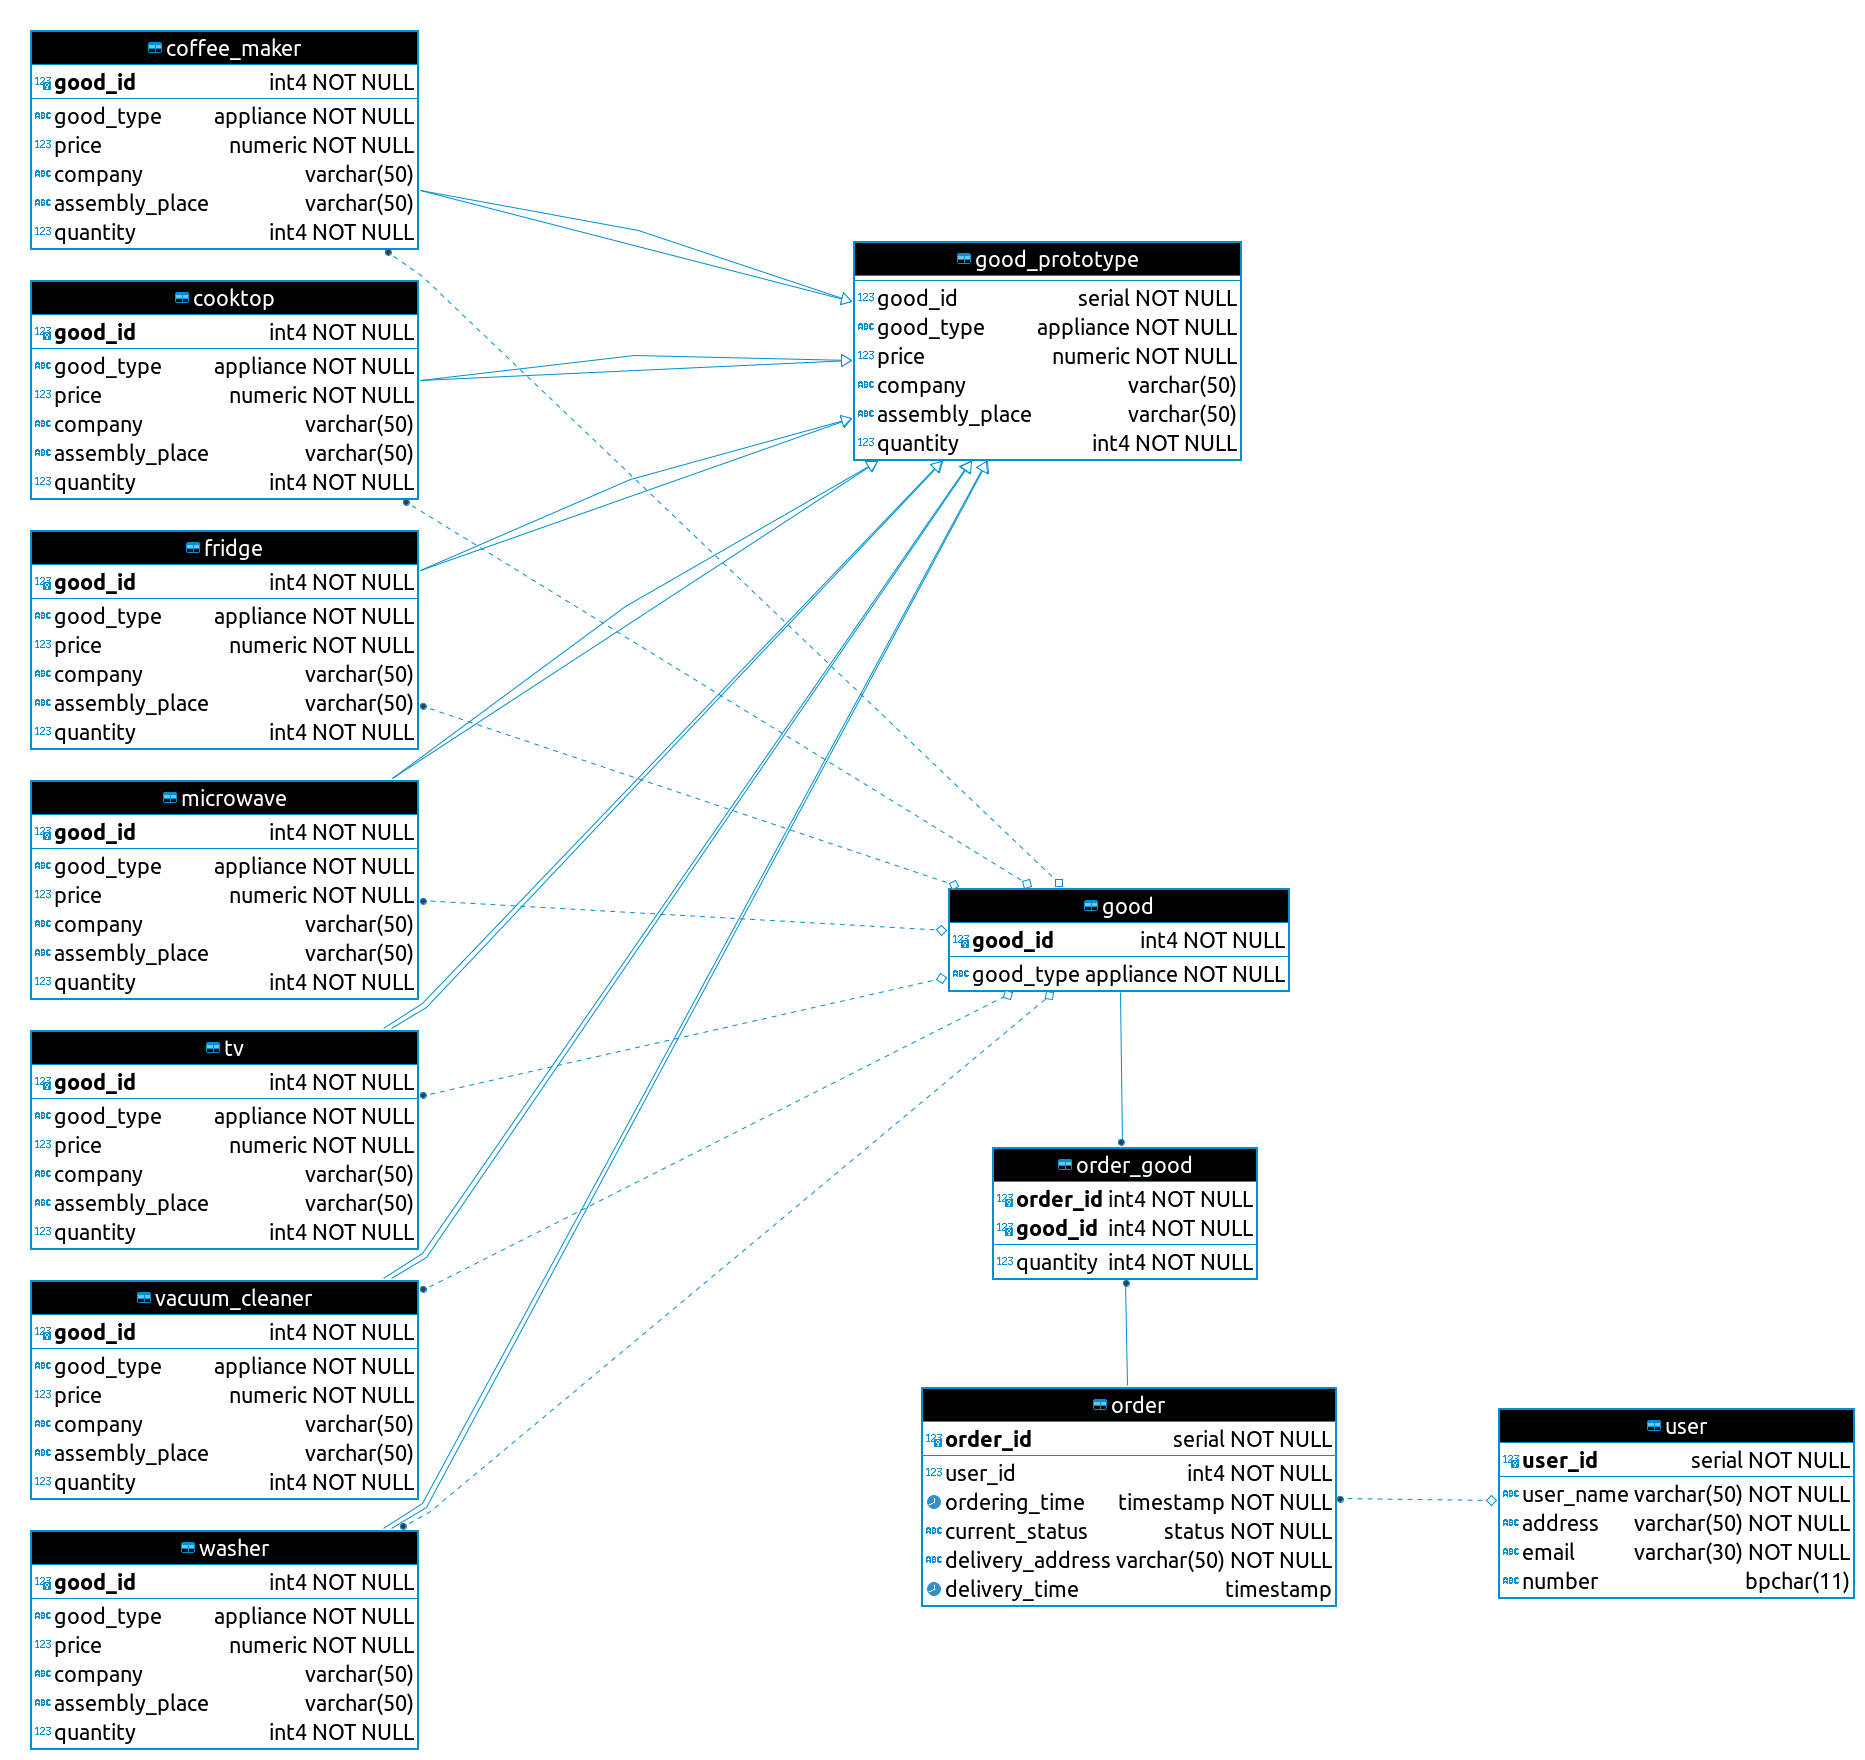 coffee_maker
good_id int4 NOT NULL
good_type appliance NOT NULL
price numeric NOT NULL
company varchar(50)
assembly_place varchar(50)
quantity int4 NOT NULL
cooktop
good_id int4 NOT NULL
good_type appliance NOT NULL
price numeric NOT NULL
company varchar(50)
assembly_place varchar(50)
quantity int4 NOT NULL
fridge
good_id int4 NOT NULL
good_type appliance NOT NULL
price numeric NOT NULL
company varchar(50)
assembly_place varchar(50)
quantity int4 NOT NULL
microwave
good_id int4 NOT NULL
good_type appliance NOT NULL
price numeric NOT NULL
company varchar(50)
assembly_place varchar(50)
quantity int4 NOT NULL
tv
good_id int4 NOT NULL
good_type appliance NOT NULL
price numeric NOT NULL
company varchar(50)
assembly_place varchar(50)
quantity int4 NOT NULL
vacuum_cleaner
good_id int4 NOT NULL
good_type appliance NOT NULL
price numeric NOT NULL
company varchar(50)
assembly_place varchar(50)
quantity int4 NOT NULL
washer
good_id int4 NOT NULL
good_type appliance NOT NULL
price numeric NOT NULL
company varchar(50)
assembly_place varchar(50)
quantity int4 NOT NULL
good_prototype
good_id serial NOT NULL
good_type appliance NOT NULL
price numeric NOT NULL
company varchar(50)
assembly_place varchar(50)
quantity int4 NOT NULL
good
good_id int4 NOT NULL
good_type appliance NOT NULL
order_good
order_id int4 NOT NULL
good_id int4 NOT NULL
quantity int4 NOT NULL
order
order_id serial NOT NULL
user_id int4 NOT NULL
ordering_time timestamp NOT NULL
current_status status NOT NULL
delivery_address varchar(50) NOT NULL
delivery_time timestamp
user
user_id serial NOT NULL
user_name varchar(50) NOT NULL
address varchar(50) NOT NULL
email varchar(30) NOT NULL
number bpchar(11)